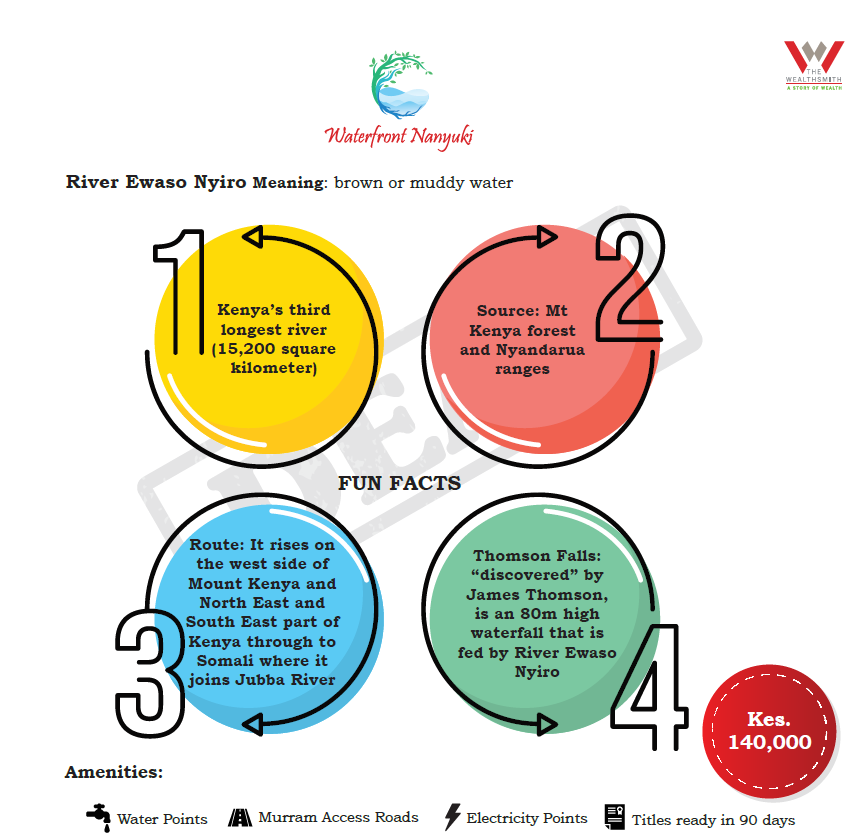 THE
WEALTHSMITH
A STORY OF WEALTH
Waterfront Nanyuki
River Ewaso Nyiro Meaning: brown or muddy water
1
Kenya's third
longest river
(15,200 square
kilometer)
2
Source: Mt
Kenya forest
and Nyandarua
ranges
FUN FACTS
3
Route: It rises on
the west side of
Mount Kenya and
North East and
South East part of
Kenya through to
Somali where it
joins Jubba River
4
Thomson Falls:
“discovered” by
James Thomson,
is an 80m high
waterfall that is
fed by River Ewaso
Nyiro
Kes.
140,000
Amenities:
Water Points Murram Access Roads Electricity Points Titles ready in 90 days